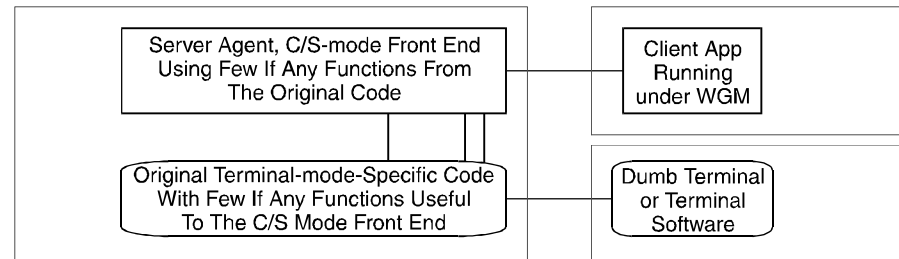 Server Agent, C/S-mode Front End
Using Few If Any Functions From
The Original Code
Client App
Running
under WGM
Original Terminal-mode-Specific Code
With Few If Any Functions Useful
To The C/S Mode Front End
Dumb Terminal
or Terminal
Software